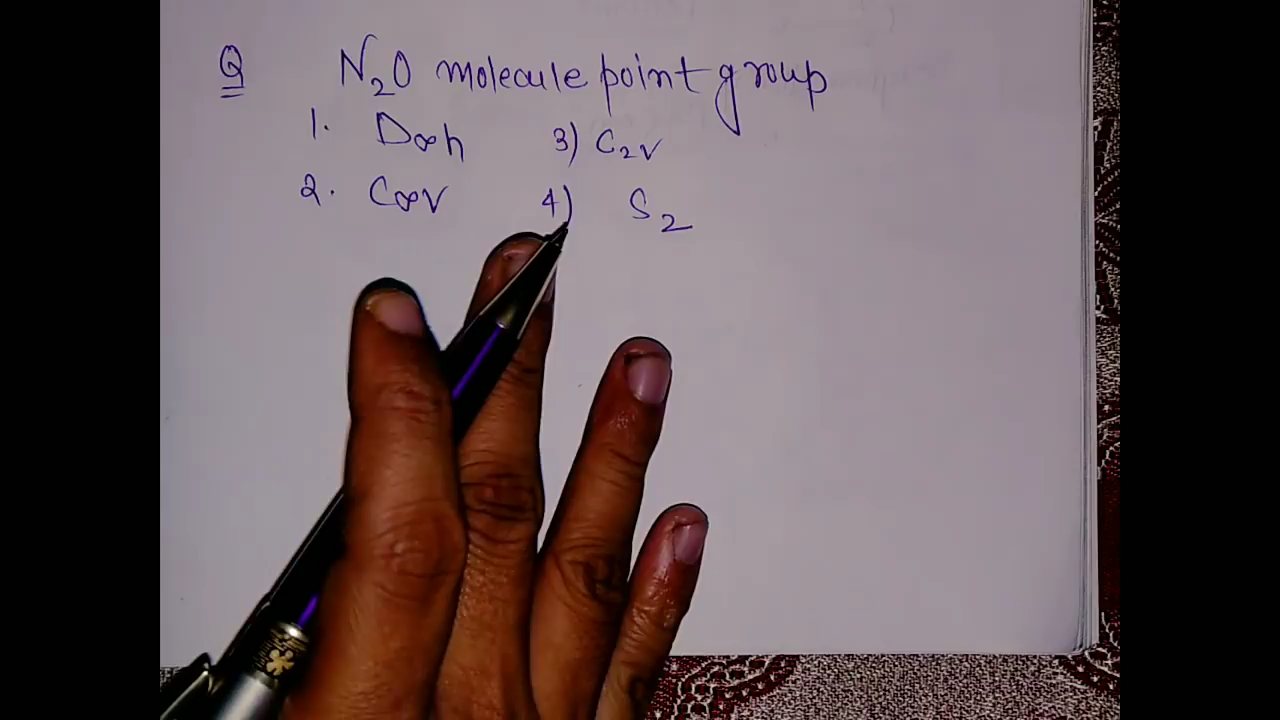 Q N₂O molecule point group
1. D∞h 3) C₂v
2. C∞v 4) S₂